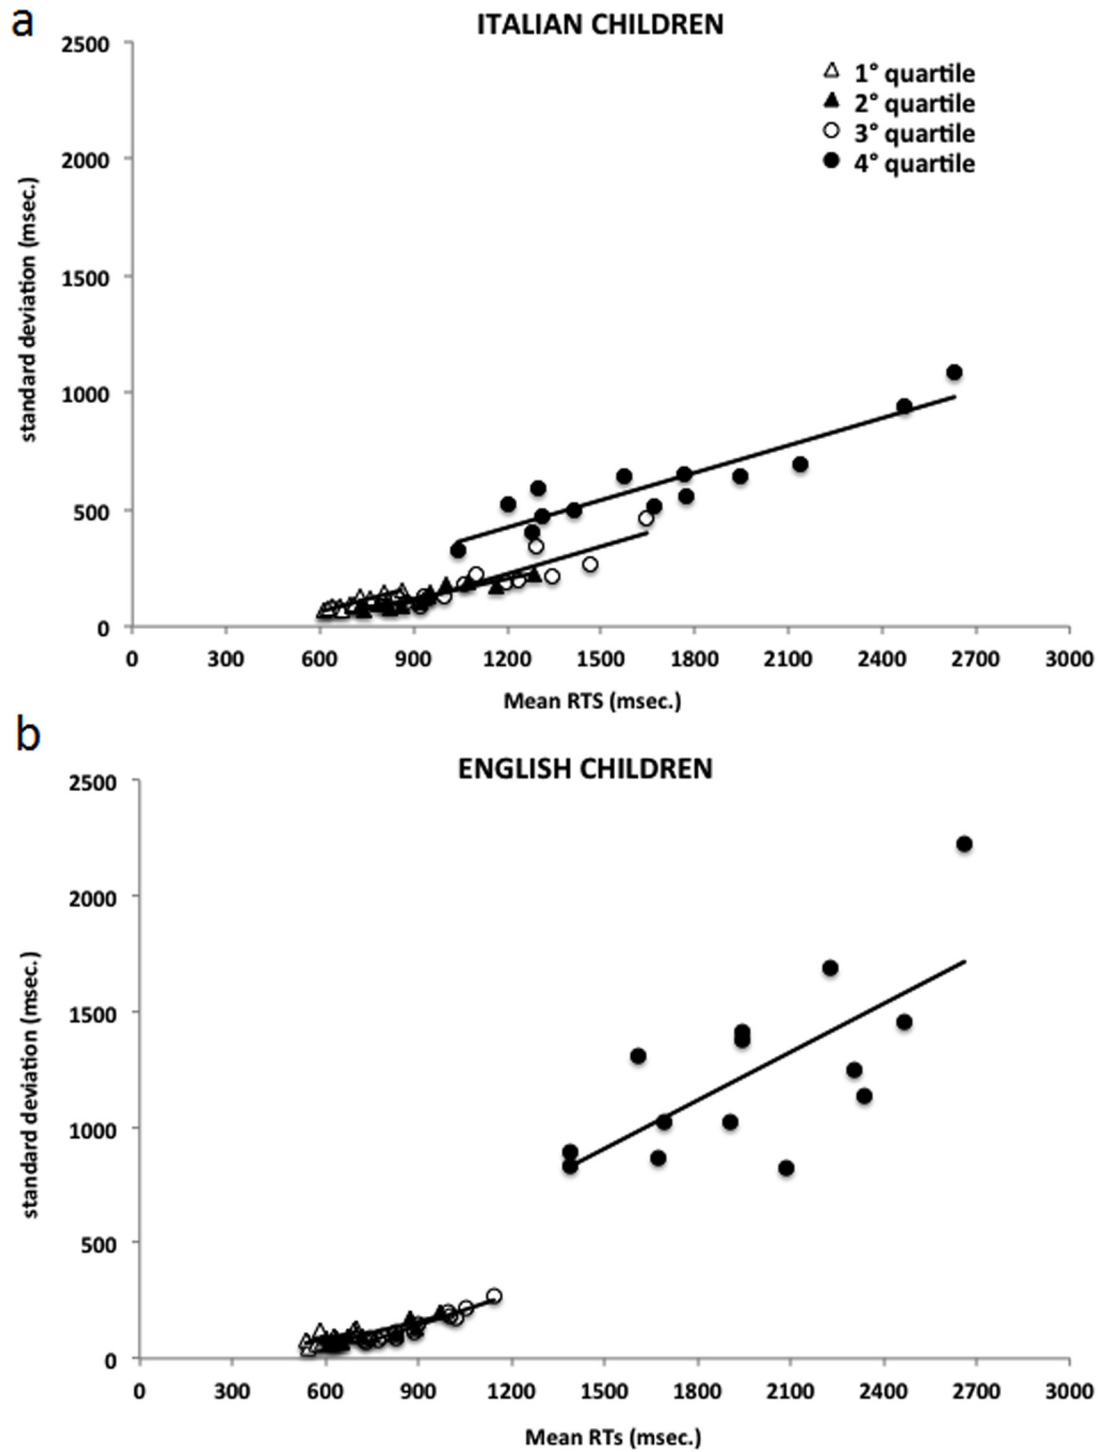 a
ITALIAN CHILDREN
2500
2000
1500
1000
500
0
standard deviation (msec.)
1° quartile
2° quartile
3° quartile
4° quartile
0 300 600 900 1200 1500 1800 2100 2400 2700 3000
Mean RTS (msec.)
b
ENGLISH CHILDREN
2500
2000
1500
1000
500
0
standard deviation (msec.)
0 300 600 900 1200 1500 1800 2100 2400 2700 3000
Mean RTs (msec.)